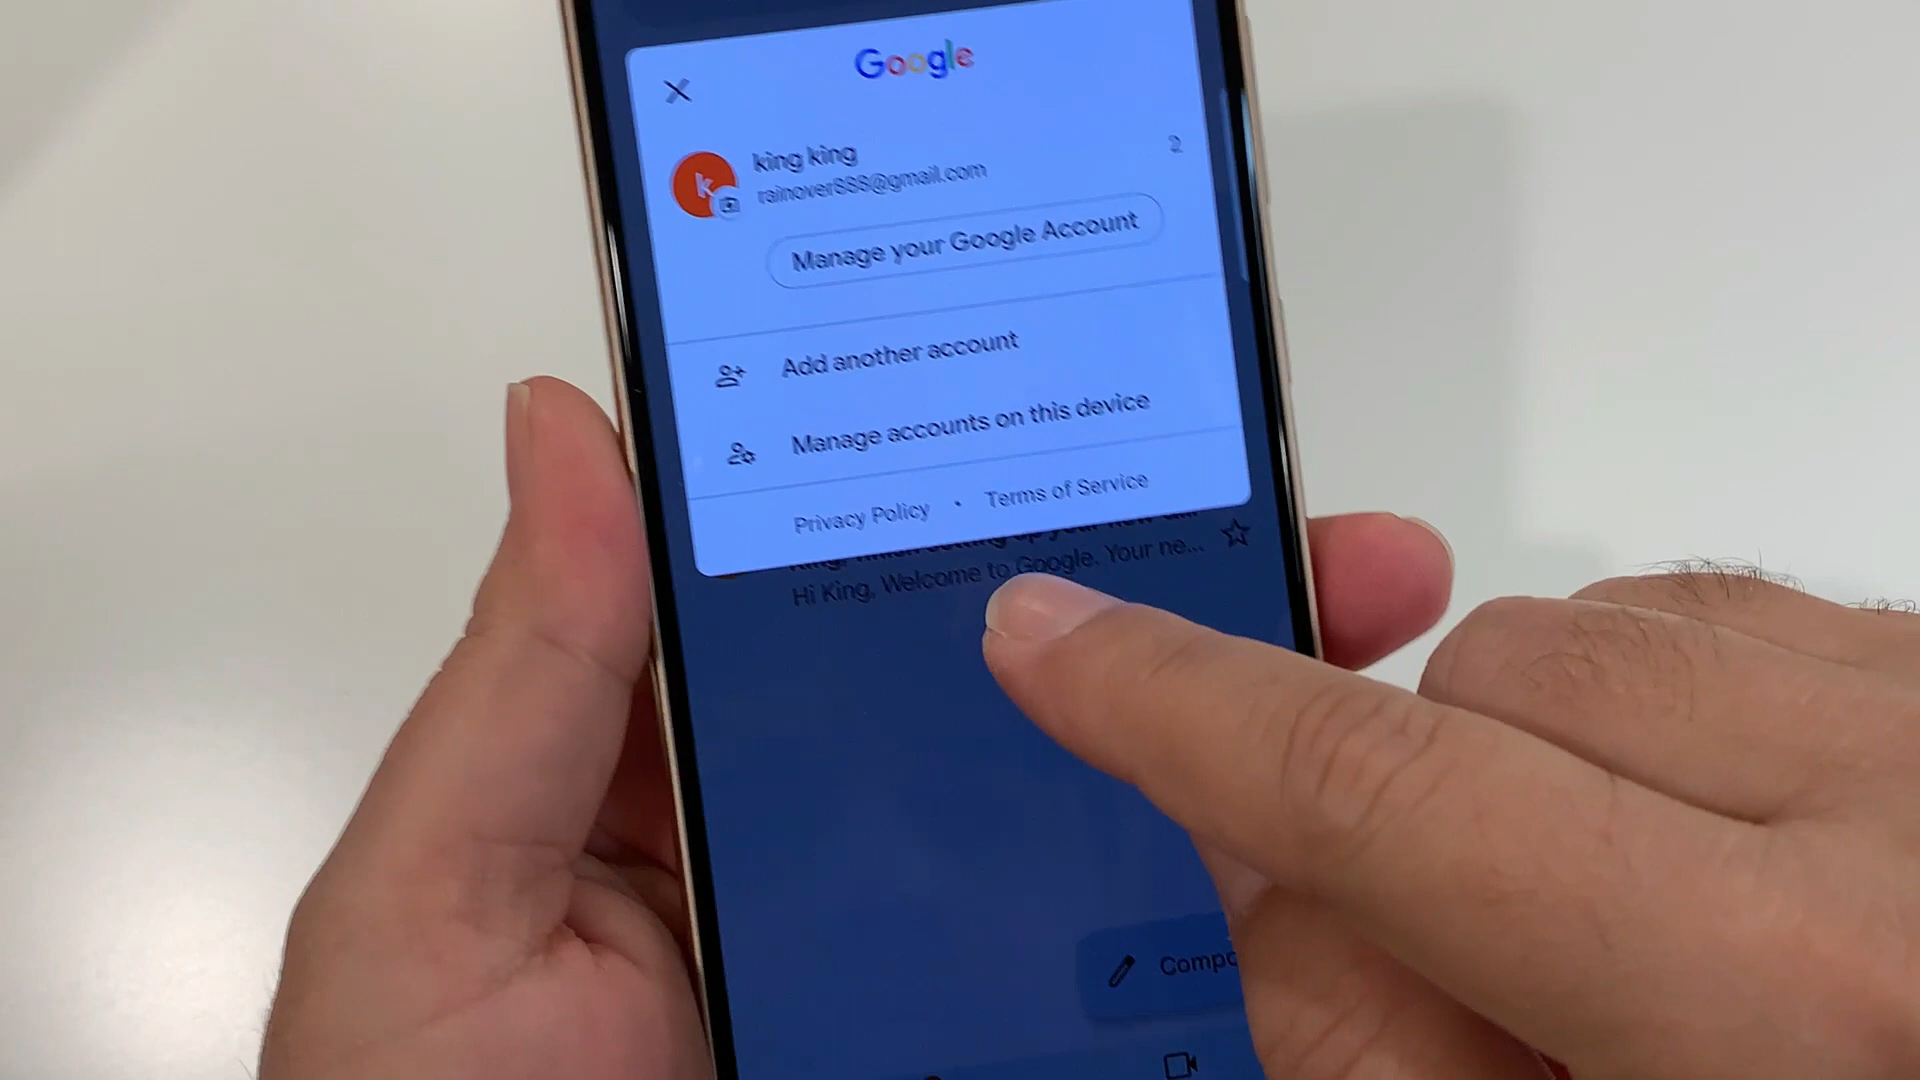 Google
king king
2
rainover888@gmail.com
Manage your Google Account
Add another account
Manage accounts on this device
Privacy Policy • Terms of Service
Hi King, Welcome to Google. Your ne...
Compo